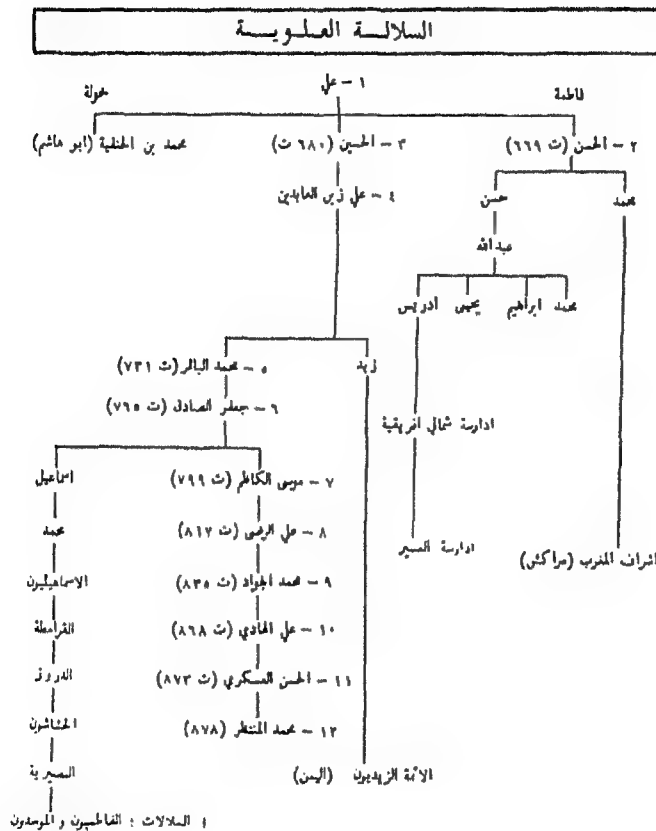 السلالة العلوية
١ - علي
فاطمة
خولة
٢ - الحسن (ت ٦٦٩)
٣ - الحسين (٦٨٠ ت)
محمد بن الحنفية (ابو هاشم)
محمد
حسن
٤ - علي زين العابدين
عبدالله
محمد ابراهيم يحيى ادريس
زيد
٥ - محمد الباقر (ت ٧٣١)
٦ - جعفر الصادق (ت ٧٦٥)
ادارسة شمالي افريقية
٧ - موسى الكاظم (ت ٧٩٩)
اسماعيل
٨ - علي الرضى (ت ٨١٧)
محمد
ادارسة العسير
اشراف المغرب (مراكش)
٩ - محمد الجواد (ت ٨٣٥)
الاسماعيليون
١٠ - علي الهادي (ت ٨٦٨)
القرامطة
١١ - الحسن العسكري (ت ٨٧٣)
الدروز
١٢ - محمد المنتظر (٨٧٨)
الحشاشون
الائمة الزيديون (اليمن)
النصيرية
السلالات : الفاطميون و الموحدون